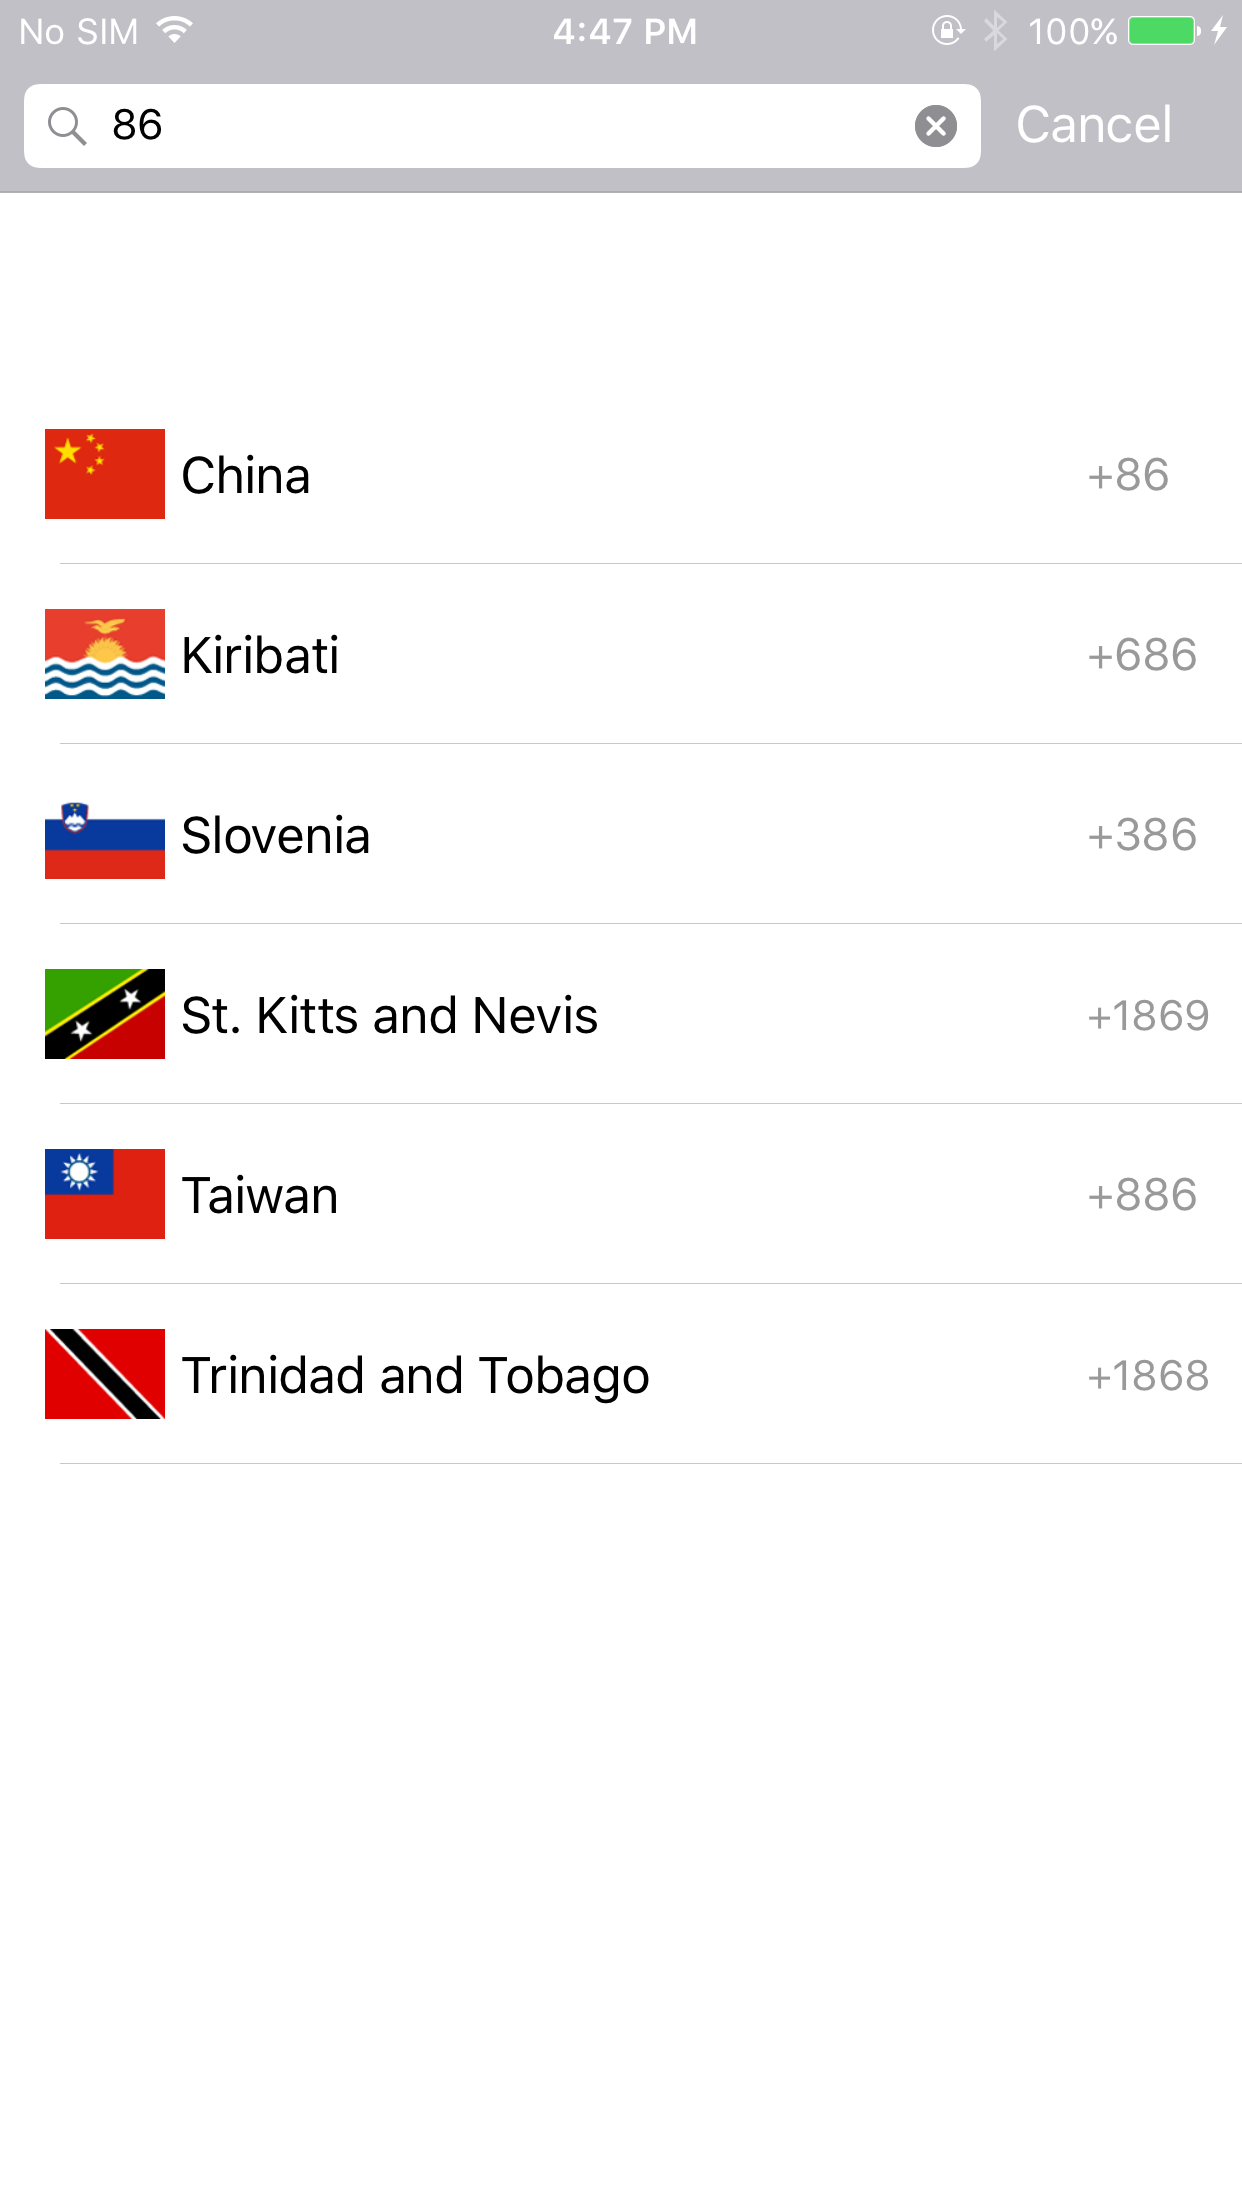 No SIM 4:47 PM 100%
86 Cancel
China +86
Kiribati +686
Slovenia +386
St. Kitts and Nevis +1869
Taiwan +886
Trinidad and Tobago +1868